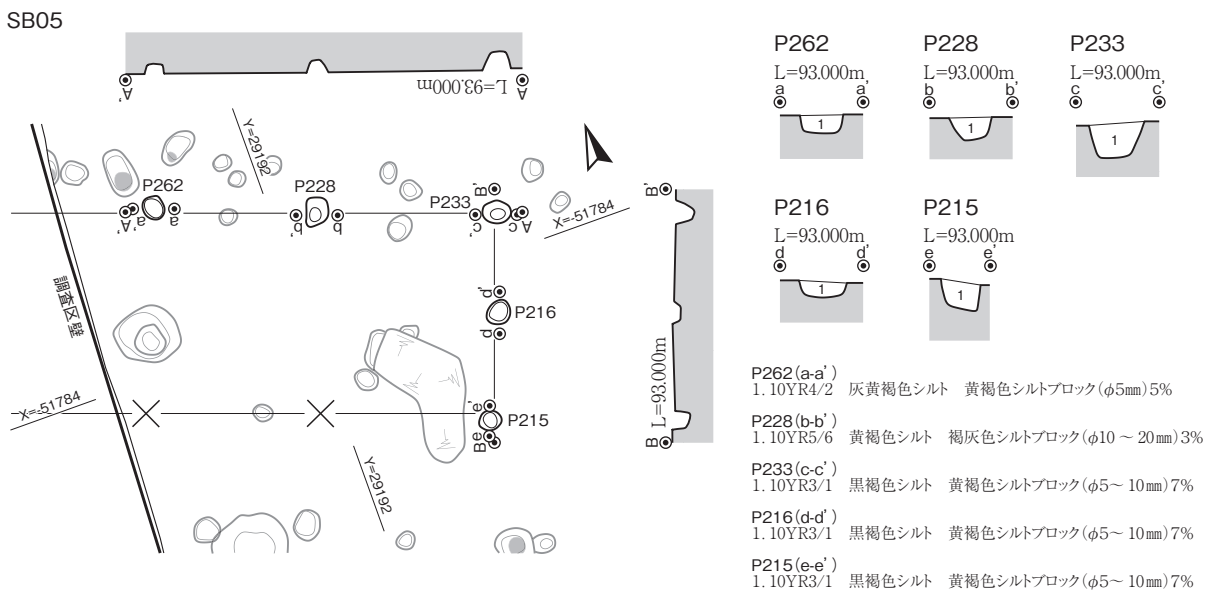 SB05
L=93.000m
A'
A
Y=29192
P262
P228
P233
B'
A'
a'
a
b'
b
c'
c
A
X=-51784
d'
P216
d
調査区壁
X=-51784
e'
P215
e
B
Y=29192
B'
L=93.000m
B
P262
L=93.000m
a
a'
1
P228
L=93.000m
b
b'
1
P233
L=93.000m
c
c'
1
P216
L=93.000m
d
d'
1
P215
L=93.000m
e
e'
1
P262(a-a')
1.10YR4/2 灰黄褐色シルト 黄褐色シルトブロック(φ5㎜)5%
P228(b-b')
1.10YR5/6 黄褐色シルト 褐灰色シルトブロック(φ10～20㎜)3%
P233(c-c')
1.10YR3/1 黒褐色シルト 黄褐色シルトブロック(φ5～10㎜)7%
P216(d-d')
1.10YR3/1 黒褐色シルト 黄褐色シルトブロック(φ5～10㎜)7%
P215(e-e')
1.10YR3/1 黒褐色シルト 黄褐色シルトブロック(φ5～10㎜)7%